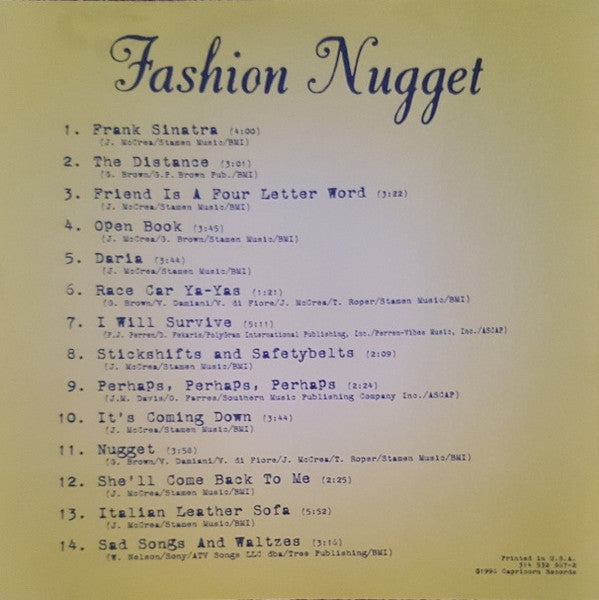 Fashion Nugget
1. Frank Sinatra (4:00)
(J. McCrea/Stamen Music/BMI)
2. The Distance (3:01)
(G. Brown/G.P. Brown Pub./BMI)
3. Friend Is A Four Letter Word (3:22)
(J. McCrea/Stamen Music/BMI)
4. Open Book (3:45)
(J. McCrea/G. Brown/Stamen Music/BMI)
5. Daria (3:44)
(J. McCrea/Stamen Music/BMI)
6. Race Car Ya-Yas (1:21)
(G. Brown/V. Damiani/V. di Fiore/J. McCrea/T. Roper/Stamen Music/BMI)
7. I Will Survive (5:11)
(F.J. Perren/D. Fekaris/PolyGram International Publishing, Inc./Perren-Vibes Music, Inc./ASCAP)
8. Stickshifts and Safetybelts (2:09)
(J. McCrea/Stamen Music/BMI)
9. Perhaps, Perhaps, Perhaps (2:24)
(J.M. Davis/O. Farres/Southern Music Publishing Company Inc./ASCAP)
10. It's Coming Down (3:44)
(J. McCrea/Stamen Music/BMI)
11. Nugget (3:58)
(G. Brown/V. Damiani/V. di Fiore/J. McCrea/T. Roper/Stamen Music/BMI)
12. She'll Come Back To Me (2:25)
(J. McCrea/Stamen Music/BMI)
13. Italian Leather Sofa (5:52)
(J. McCrea/Stamen Music/BMI)
14. Sad Songs And Waltzes (3:16)
(W. Nelson/Sony/ATV Songs LLC dba/Tree Publishing/BMI)
Printed in U.S.A.
314 532 867-2
©1996 Capricorn Records